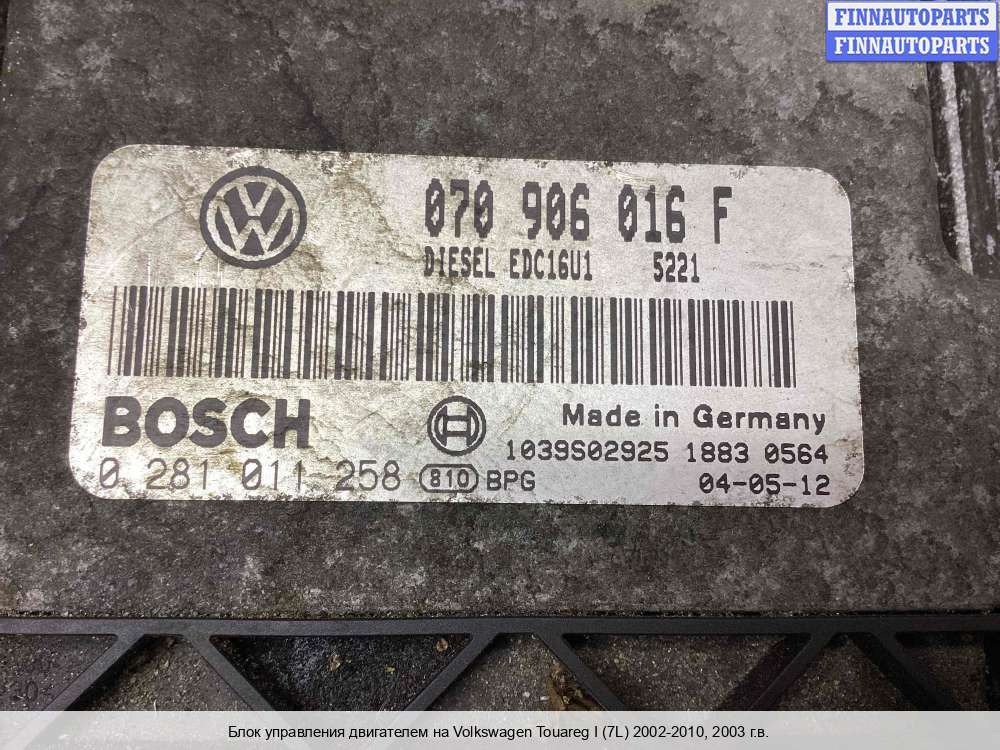 FINNAUTOPARTS
FINNAUTOPARTS
070 906 016 F
DIESEL EDC16U1 5221
BOSCH
Made in Germany
1039S02925 1883 0564
0 281 011 258 810 BPG 04-05-12
Блок управления двигателем на Volkswagen Touareg I (7L) 2002-2010, 2003 г.в.